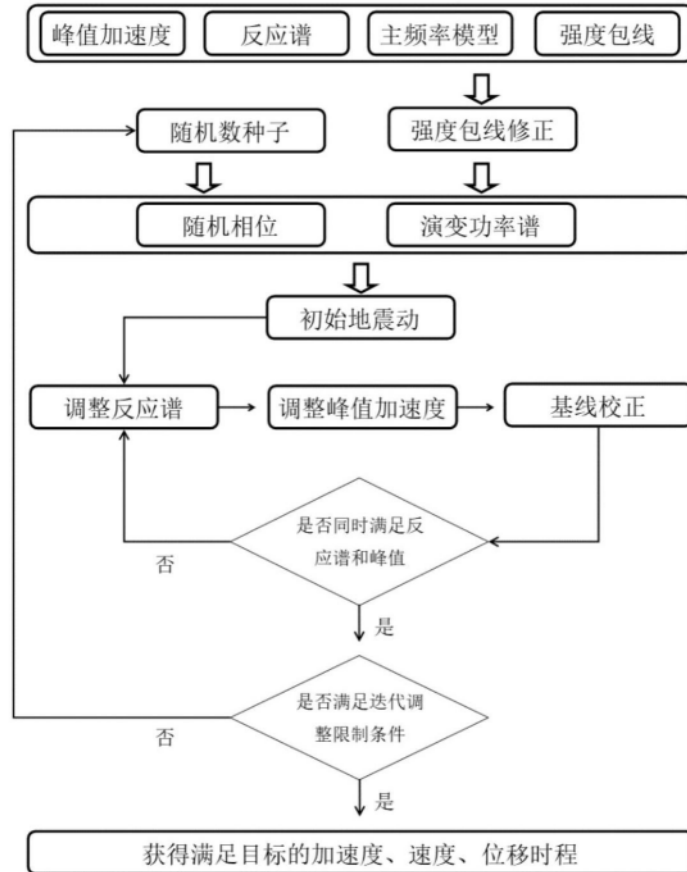 峰值加速度 反应谱 主频率模型 强度包线
随机数种子 强度包线修正
随机相位 演变功率谱
初始地震动
调整反应谱 调整峰值加速度 基线校正
是否同时满足反
应谱和峰值
否
是
是否满足迭代调
整限制条件
否
是
获得满足目标的加速度、速度、位移时程